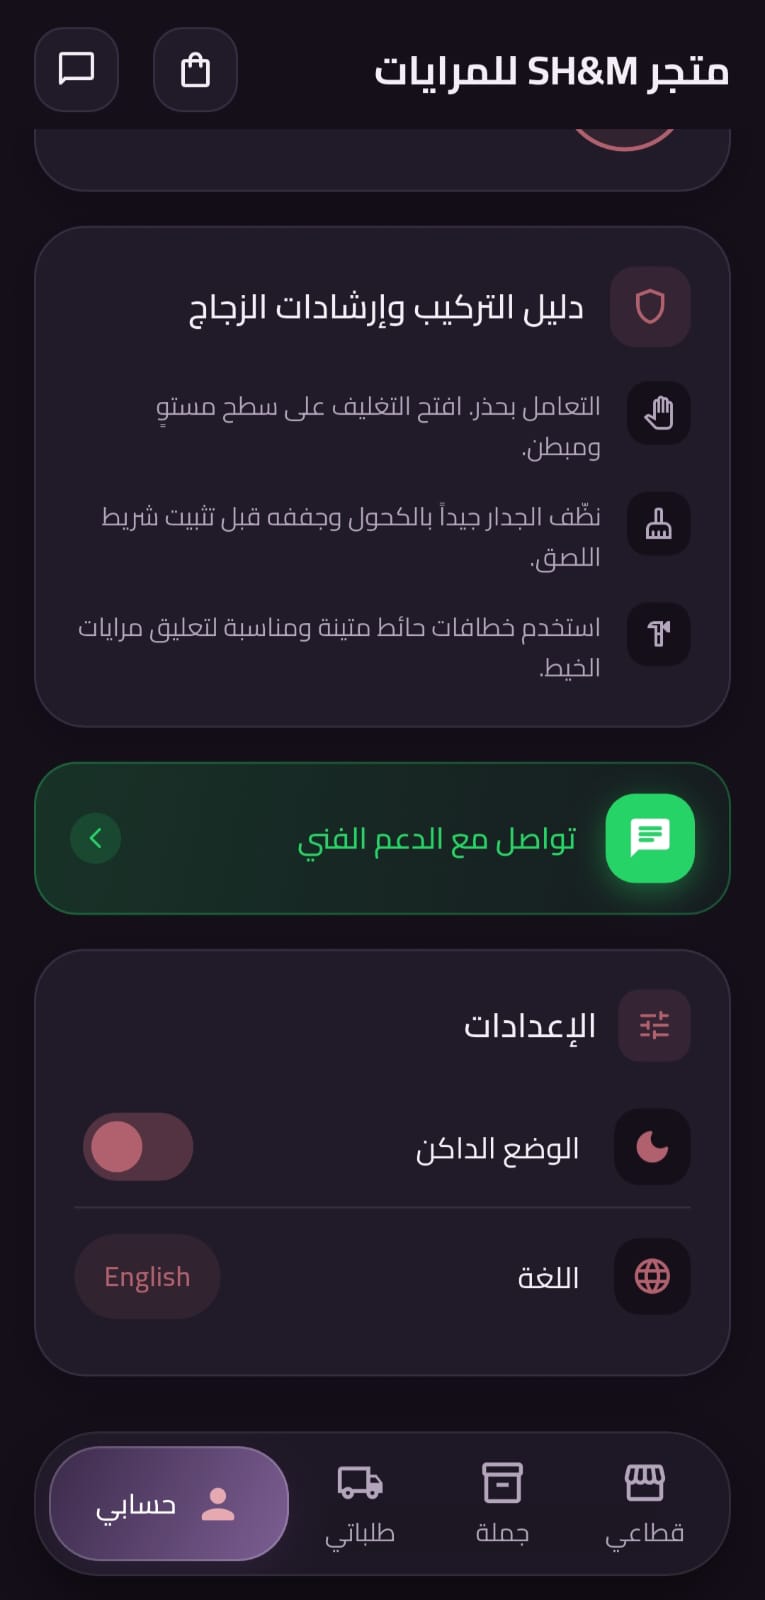 متجر SH&M للمرايات
دليل التركيب وإرشادات الزجاج
التعامل بحذر. افتح التغليف على سطح مستوٍ
ومبطن.
نظّف الجدار جيداً بالكحول وجففه قبل تثبيت شريط
اللصق.
استخدم خطافات حائط متينة ومناسبة لتعليق مرايات
الخيط.
تواصل مع الدعم الفني
الإعدادات
الوضع الداكن
اللغة
English
قطاعي
جملة
طلباتي
حسابي